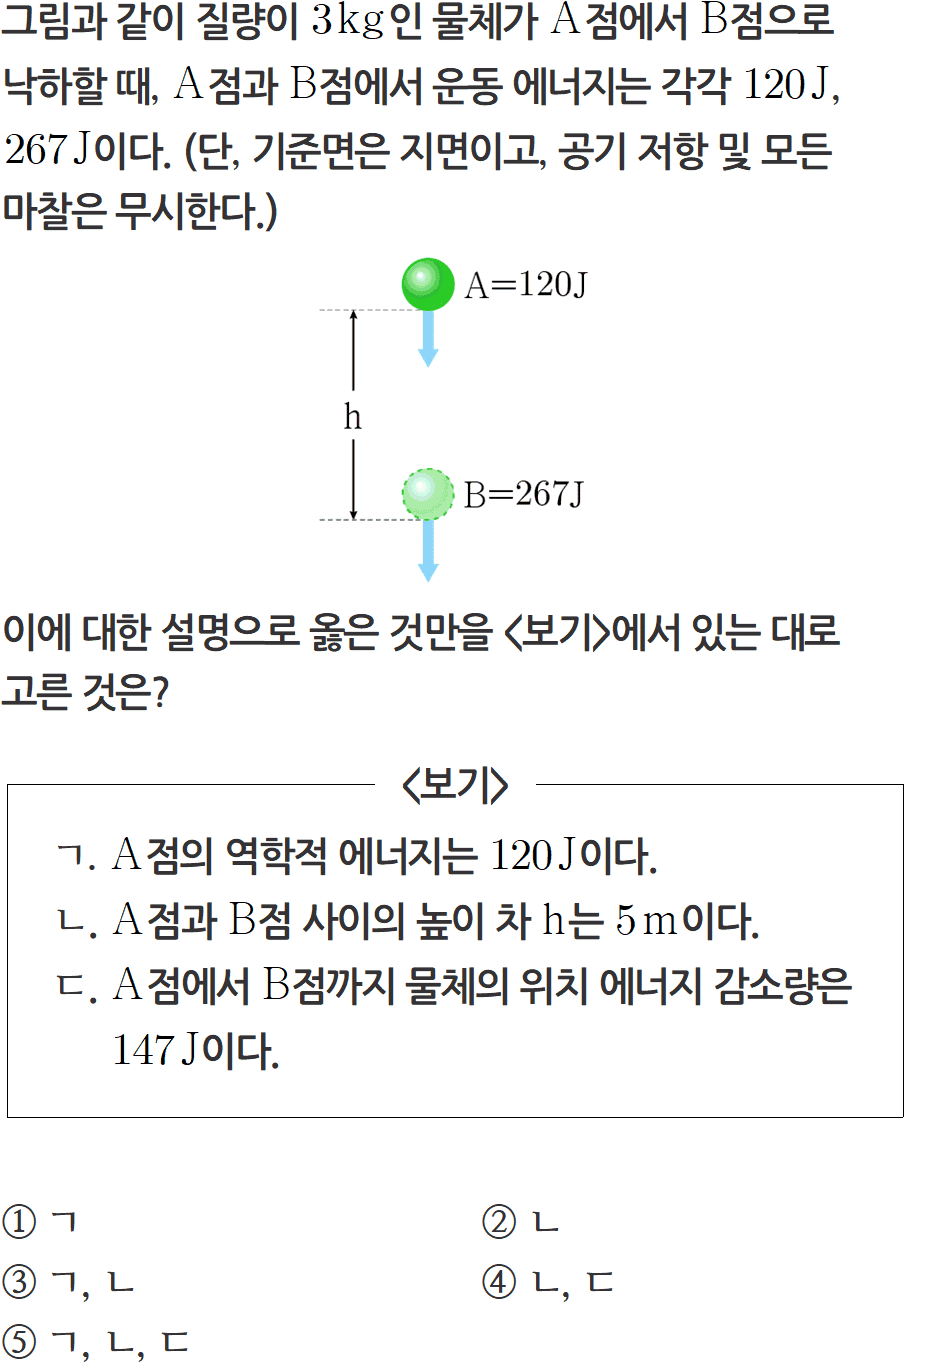 그림과 같이 질량이 3kg인 물체가 A점에서 B점으로
낙하할 때, A점과 B점에서 운동 에너지는 각각 120J,
267J이다. (단, 기준면은 지면이고, 공기 저항 및 모든
마찰은 무시한다.)
A=120J
h
B=267J
이에 대한 설명으로 옳은 것만을 <보기>에서 있는 대로
고른 것은?
<보기>
ㄱ. A점의 역학적 에너지는 120J이다.
ㄴ. A점과 B점 사이의 높이 차 h는 5m이다.
ㄷ. A점에서 B점까지 물체의 위치 에너지 감소량은
147J이다.
① ㄱ ② ㄴ
③ ㄱ, ㄴ ④ ㄴ, ㄷ
⑤ ㄱ, ㄴ, ㄷ